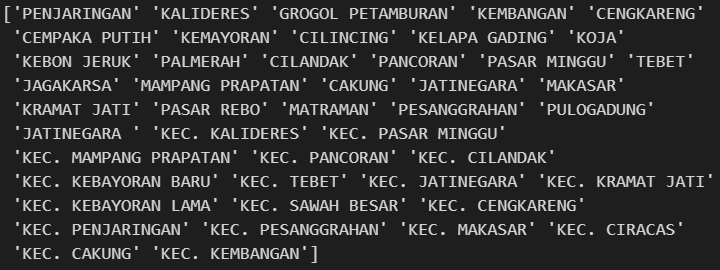 ['PENJARINGAN' 'KALIDERES' 'GROGOL PETAMBURAN' 'KEMBANGAN' 'CENGKARENG'
'CEMPAKA PUTIH' 'KEMAYORAN' 'CILINCING' 'KELAPA GADING' 'KOJA'
'KEBON JERUK' 'PALMERAH' 'CILANDAK' 'PANCORAN' 'PASAR MINGGU' 'TEBET'
'JAGAKARSA' 'MAMPANG PRAPATAN' 'CAKUNG' 'JATINEGARA' 'MAKASAR'
'KRAMAT JATI' 'PASAR REBO' 'MATRAMAN' 'PESANGGRAHAN' 'PULOGADUNG'
'JATINEGARA ' 'KEC. KALIDERES' 'KEC. PASAR MINGGU'
'KEC. MAMPANG PRAPATAN' 'KEC. PANCORAN' 'KEC. CILANDAK'
'KEC. KEBAYORAN BARU' 'KEC. TEBET' 'KEC. JATINEGARA' 'KEC. KRAMAT JATI'
'KEC. KEBAYORAN LAMA' 'KEC. SAWAH BESAR' 'KEC. CENGKARENG'
'KEC. PENJARINGAN' 'KEC. PESANGGRAHAN' 'KEC. MAKASAR' 'KEC. CIRACAS'
'KEC. CAKUNG' 'KEC. KEMBANGAN']